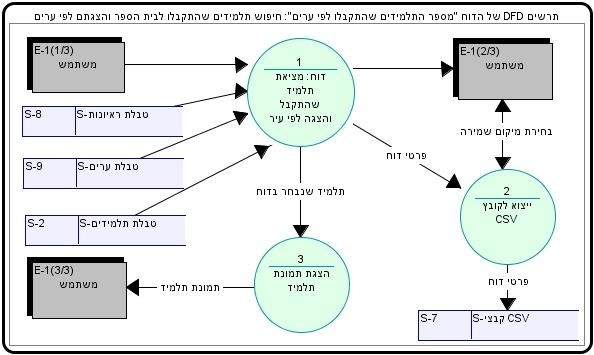 תרשים DFD של הדוח "מספר התלמידים שהתקבלו לפי ערים": חיפוש תלמידים שהתקבלו לבית הספר והצגתם לפי ערים
E-1(1/3)
משתמש
1
דוח: מציאת
תלמיד
שהתקבל
והצגה לפי עיר
E-1(2/3)
משתמש
S-8
S-טבלת ראיונות
בחירת מיקום שמירה
פרטי דוח
S-9
S-טבלת ערים
תלמיד שנבחר בדוח
2
ייצוא לקובץ
CSV
S-2
S-טבלת תלמידים
E-1(3/3)
משתמש
תמונת תלמיד
3
הצגת תמונת
תלמיד
פרטי דוח
S-7
S-קבצי CSV